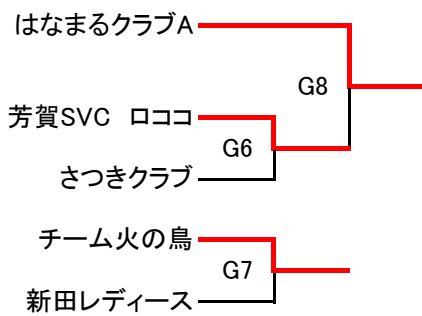 はなまるクラブA
G8
芳賀SVC　ロココ
G6
さつきクラブ
チーム火の鳥
G7
新田レディース